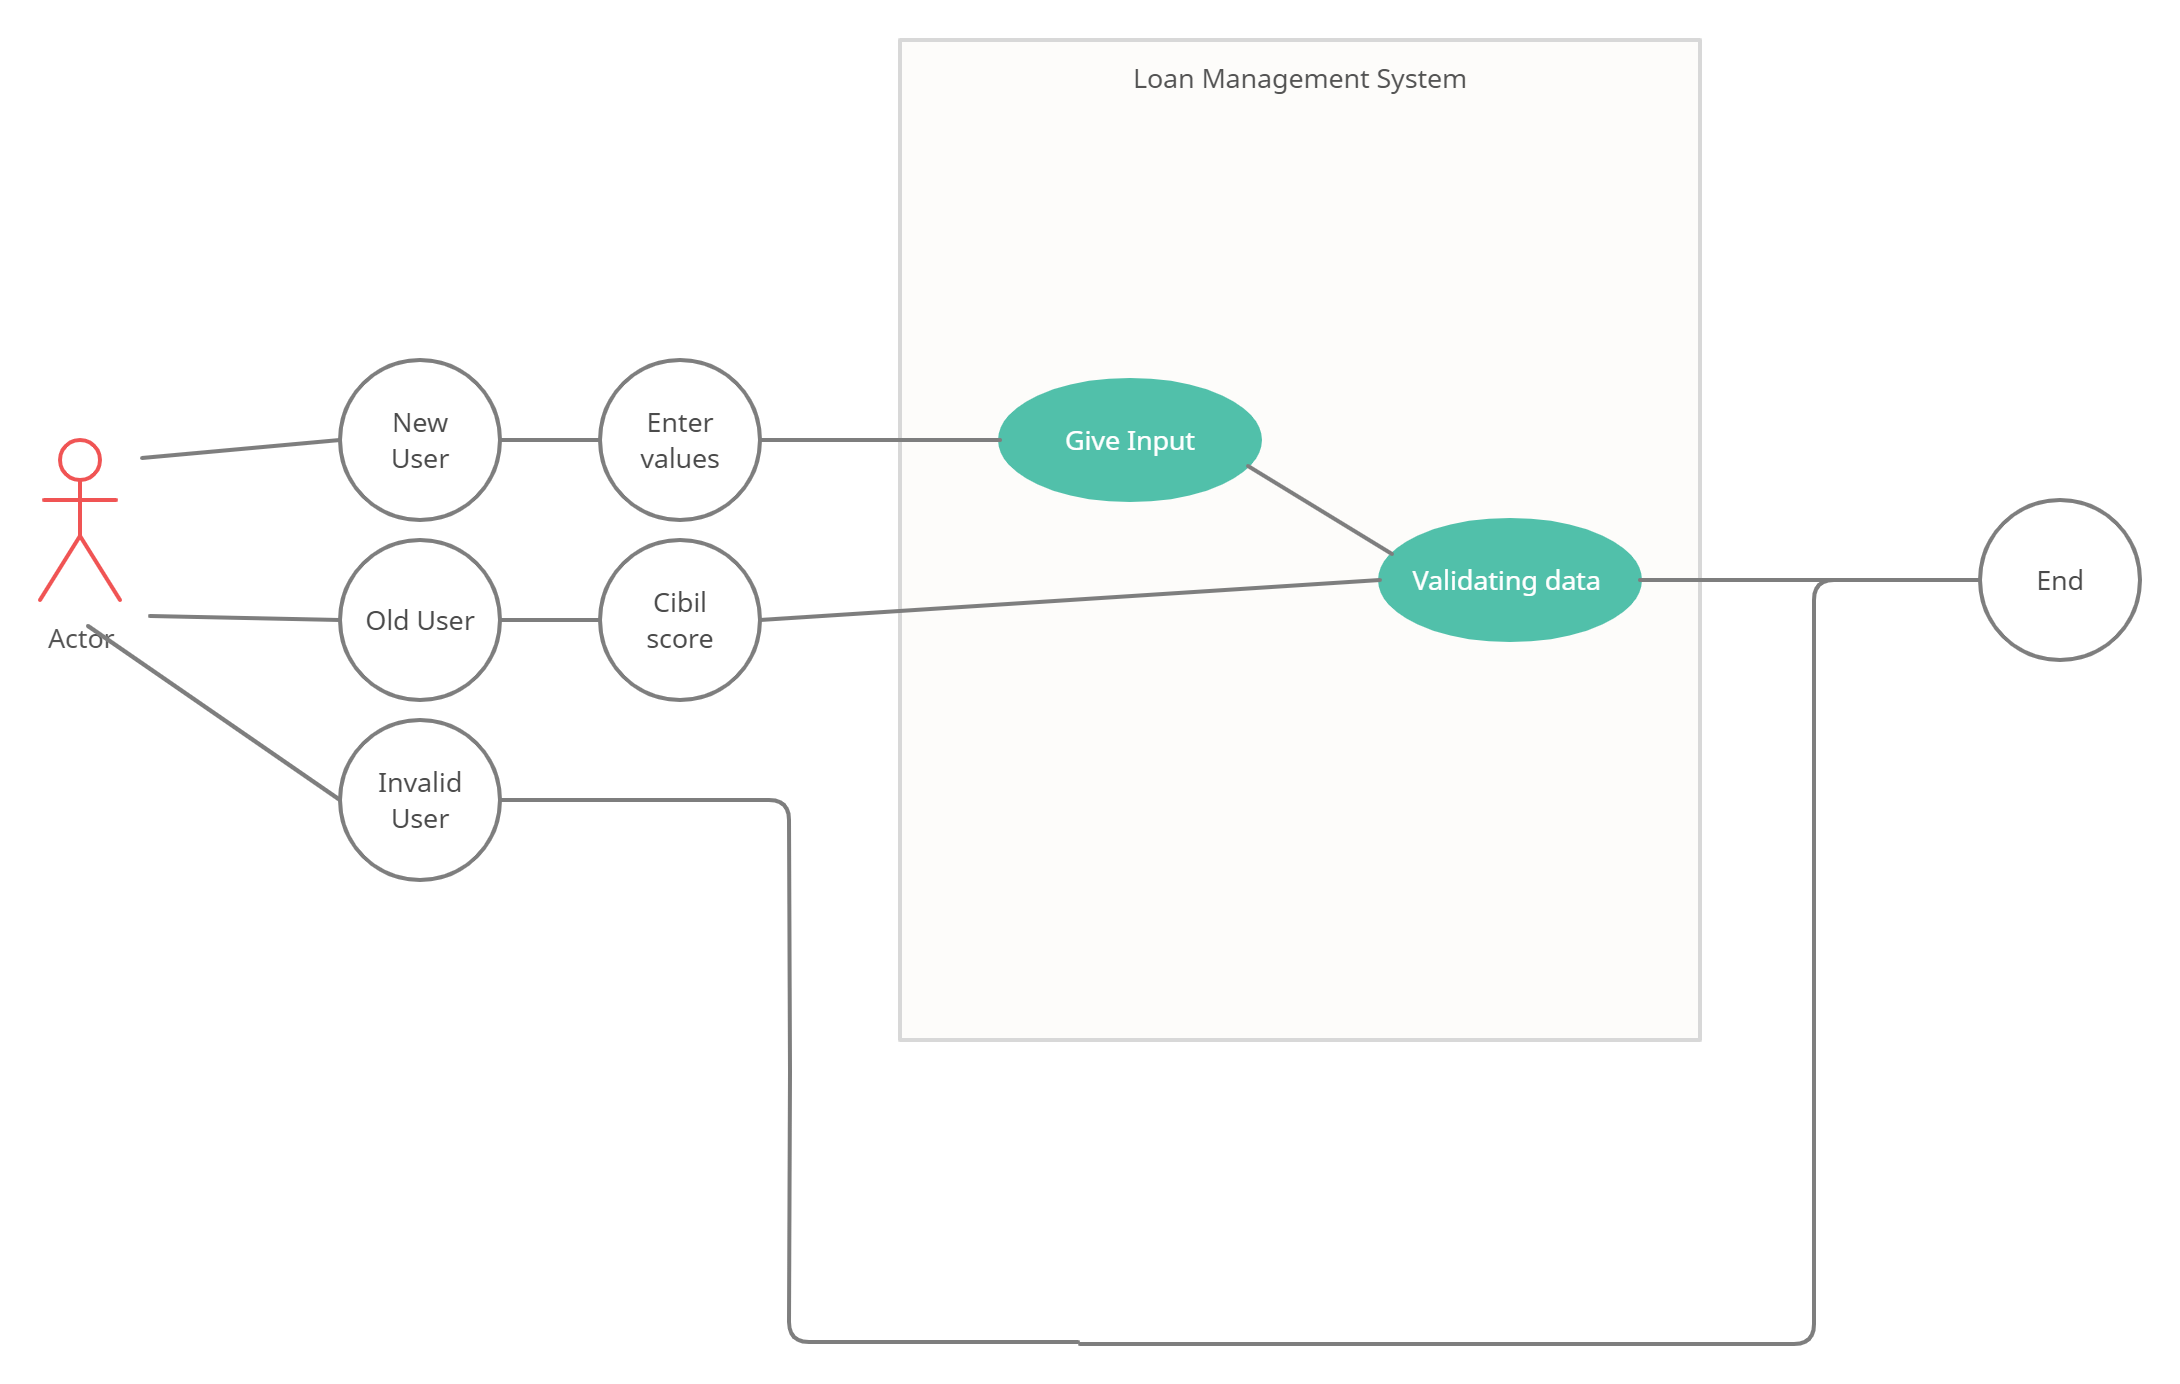 Loan Management System
New
User
Enter
values
Give Input
Validating data
End
Actor
Old User
Cibil
score
Invalid
User